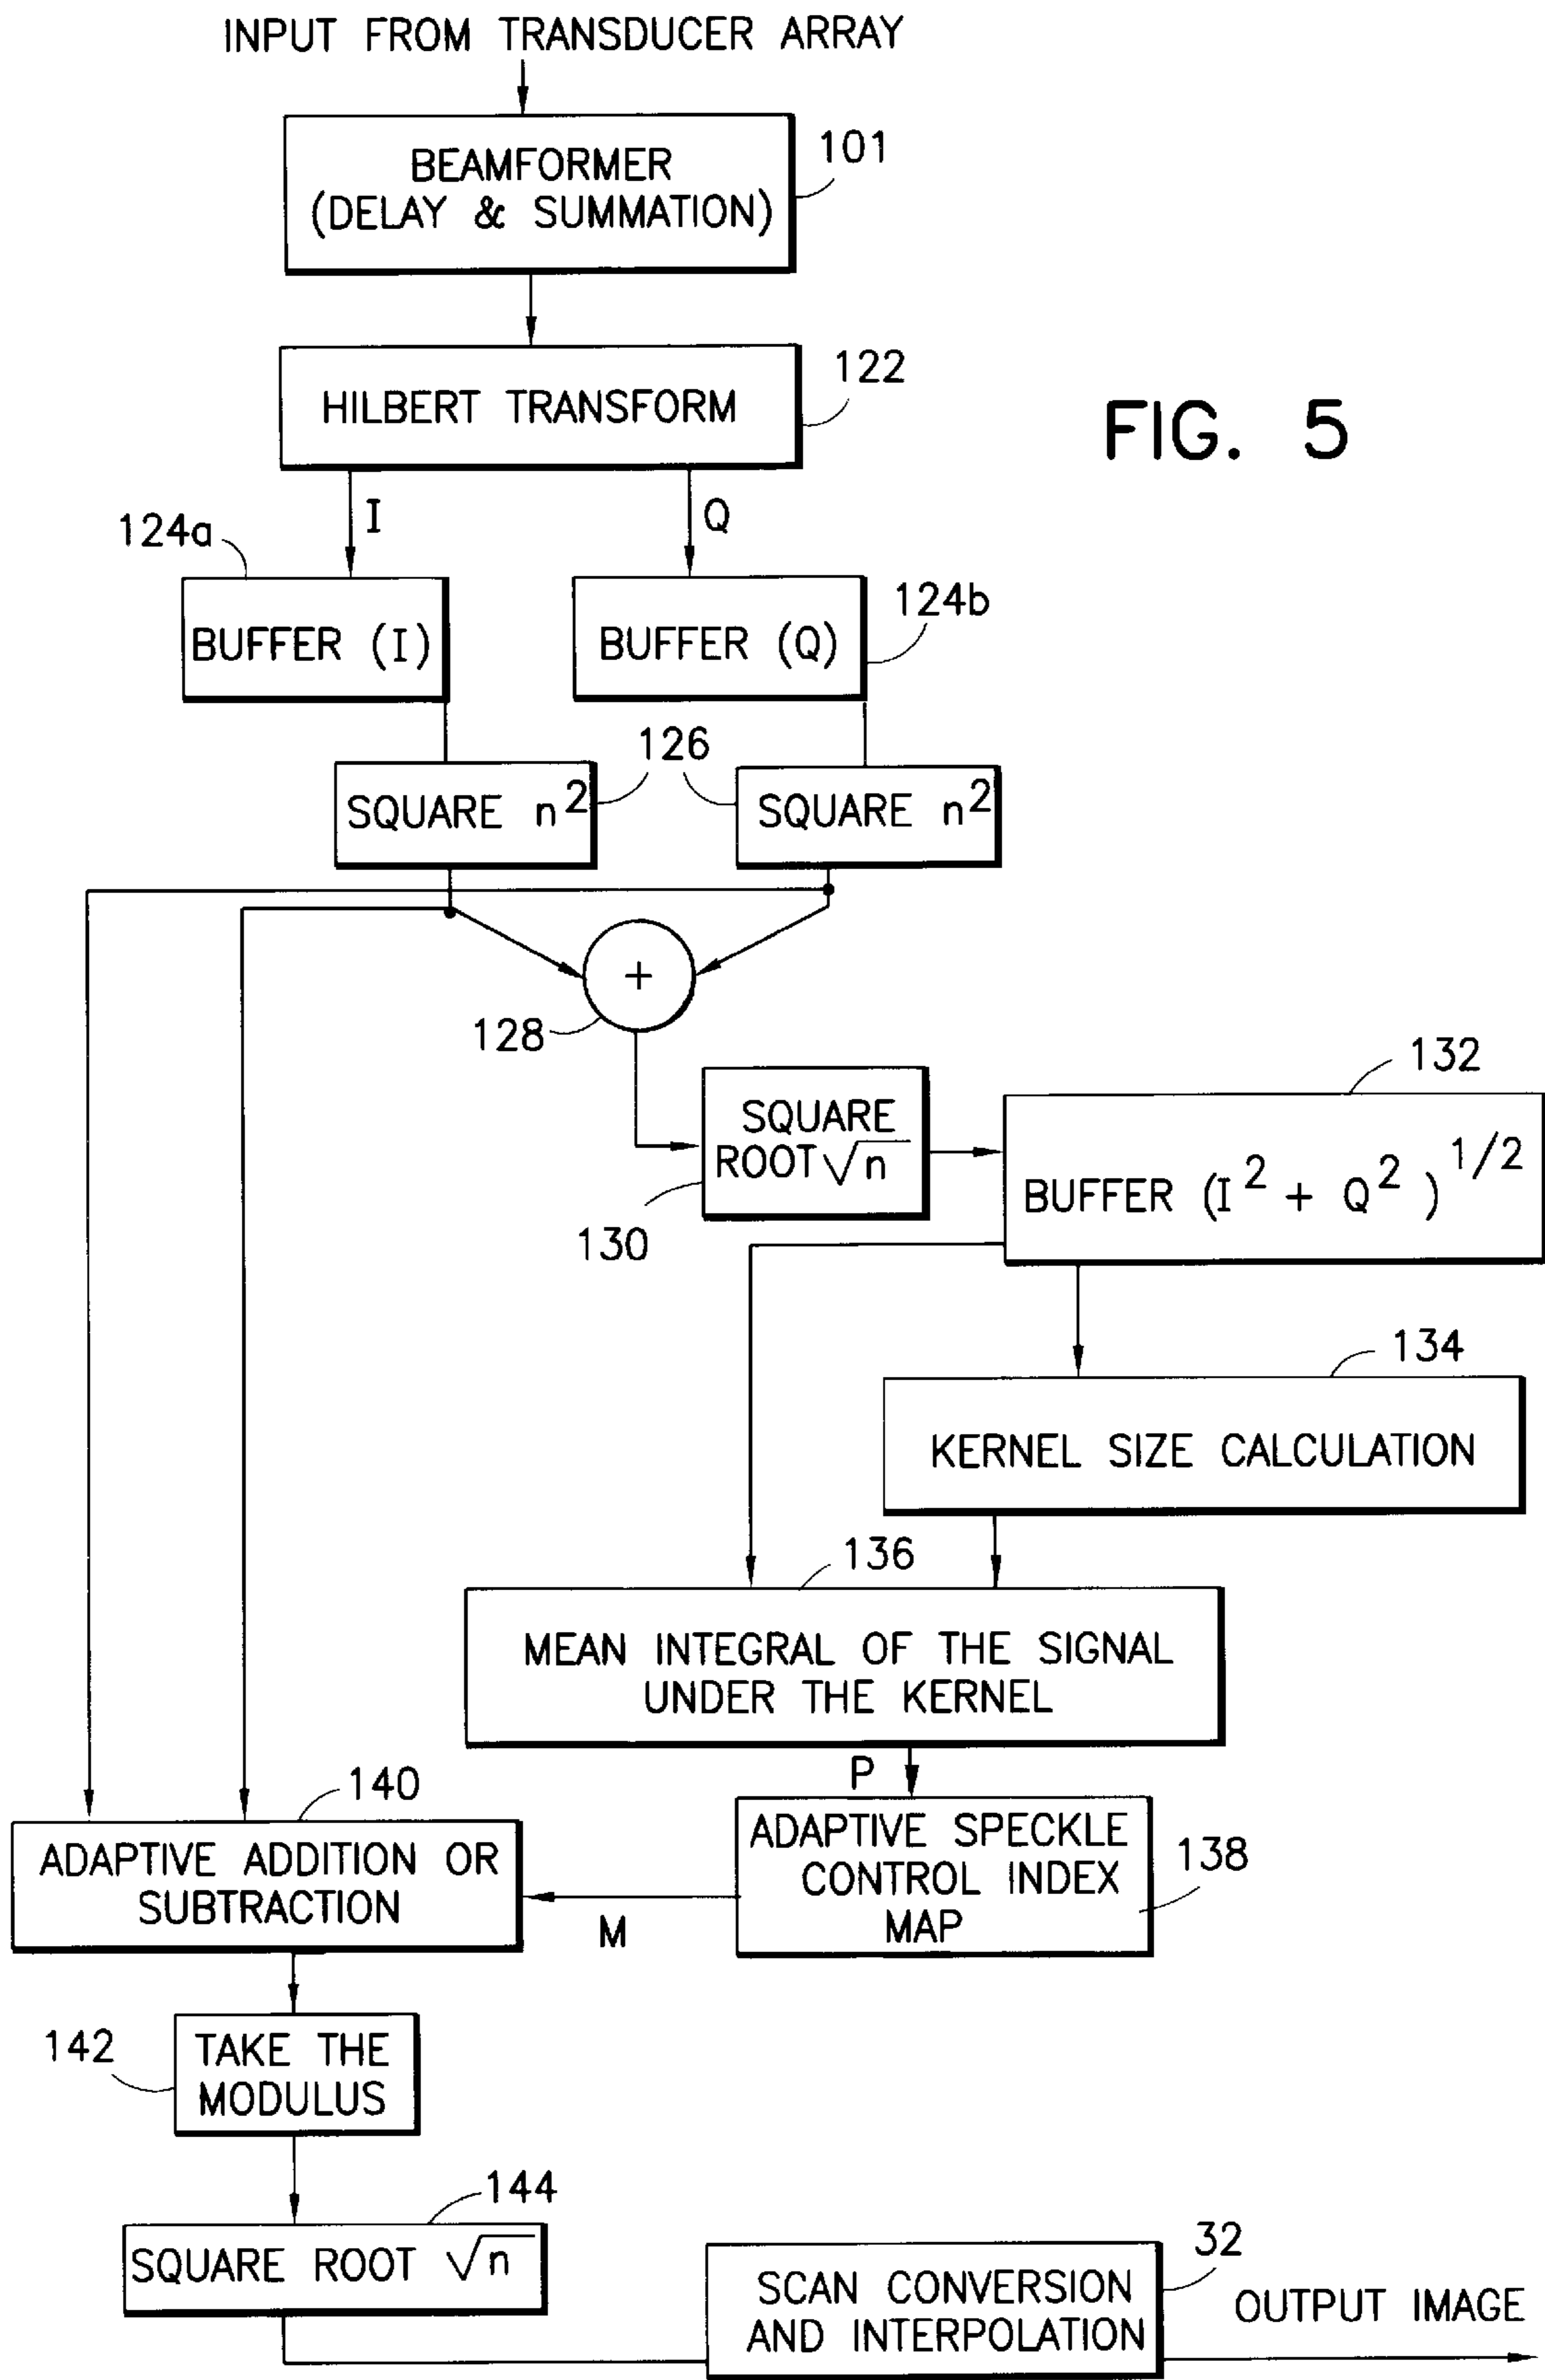 INPUT FROM TRANSDUCER ARRAY
BEAMFORMER
(DELAY & SUMMATION)
101
HILBERT TRANSFORM
122
FIG. 5
I
Q
124a
BUFFER (I)
BUFFER (Q)
124b
126
SQUARE n²
SQUARE n²
+
128
SQUARE
ROOT √n
130
132
BUFFER (I² + Q²)^1/2
134
KERNEL SIZE CALCULATION
136
MEAN INTEGRAL OF THE SIGNAL
UNDER THE KERNEL
P
140
ADAPTIVE ADDITION OR
SUBTRACTION
M
ADAPTIVE SPECKLE
CONTROL INDEX
MAP
138
142
TAKE THE
MODULUS
144
SQUARE ROOT √n
32
SCAN CONVERSION
AND INTERPOLATION
OUTPUT IMAGE